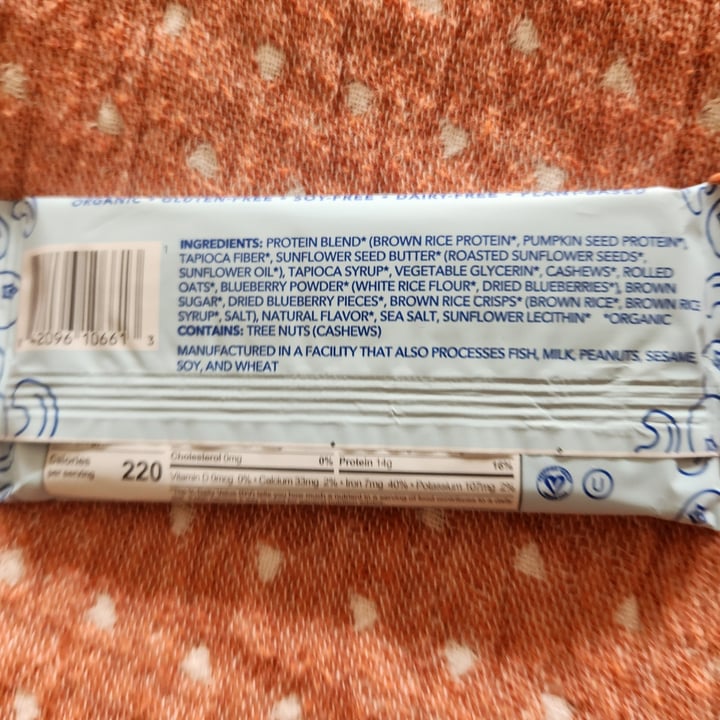 ORGANIC • GLUTEN-FREE • SOY-FREE • DAIRY-FREE • PLANT-BASED
INGREDIENTS: PROTEIN BLEND* (BROWN RICE PROTEIN*, PUMPKIN SEED PROTEIN*,
TAPIOCA FIBER*, SUNFLOWER SEED BUTTER* (ROASTED SUNFLOWER SEEDS*,
SUNFLOWER OIL*), TAPIOCA SYRUP*, VEGETABLE GLYCERIN*, CASHEWS*, ROLLED
OATS*, BLUEBERRY POWDER* (WHITE RICE FLOUR*, DRIED BLUEBERRIES*), BROWN
SUGAR*, DRIED BLUEBERRY PIECES*, BROWN RICE CRISPS* (BROWN RICE*, BROWN RICE
SYRUP*, SALT), NATURAL FLAVOR*, SEA SALT, SUNFLOWER LECITHIN* *ORGANIC
CONTAINS: TREE NUTS (CASHEWS)
MANUFACTURED IN A FACILITY THAT ALSO PROCESSES FISH, MILK, PEANUTS, SESAME,
SOY, AND WHEAT
42096 10661 3
Calories
per serving
220
Cholesterol 0mg 0%
Protein 14g 16%
Vitamin D 0mcg 0% • Calcium 33mg 2% • Iron 7mg 40% • Potassium 107mg 2%
U